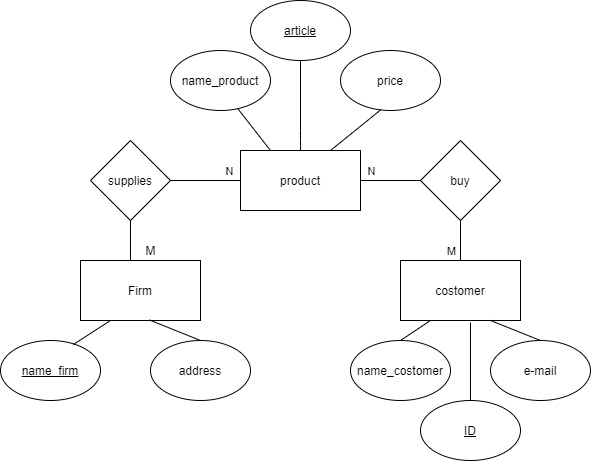 article
name_product
price
supplies
N
product
N
buy
M
M
Firm
costomer
name_firm
address
name_costomer
e-mail
ID